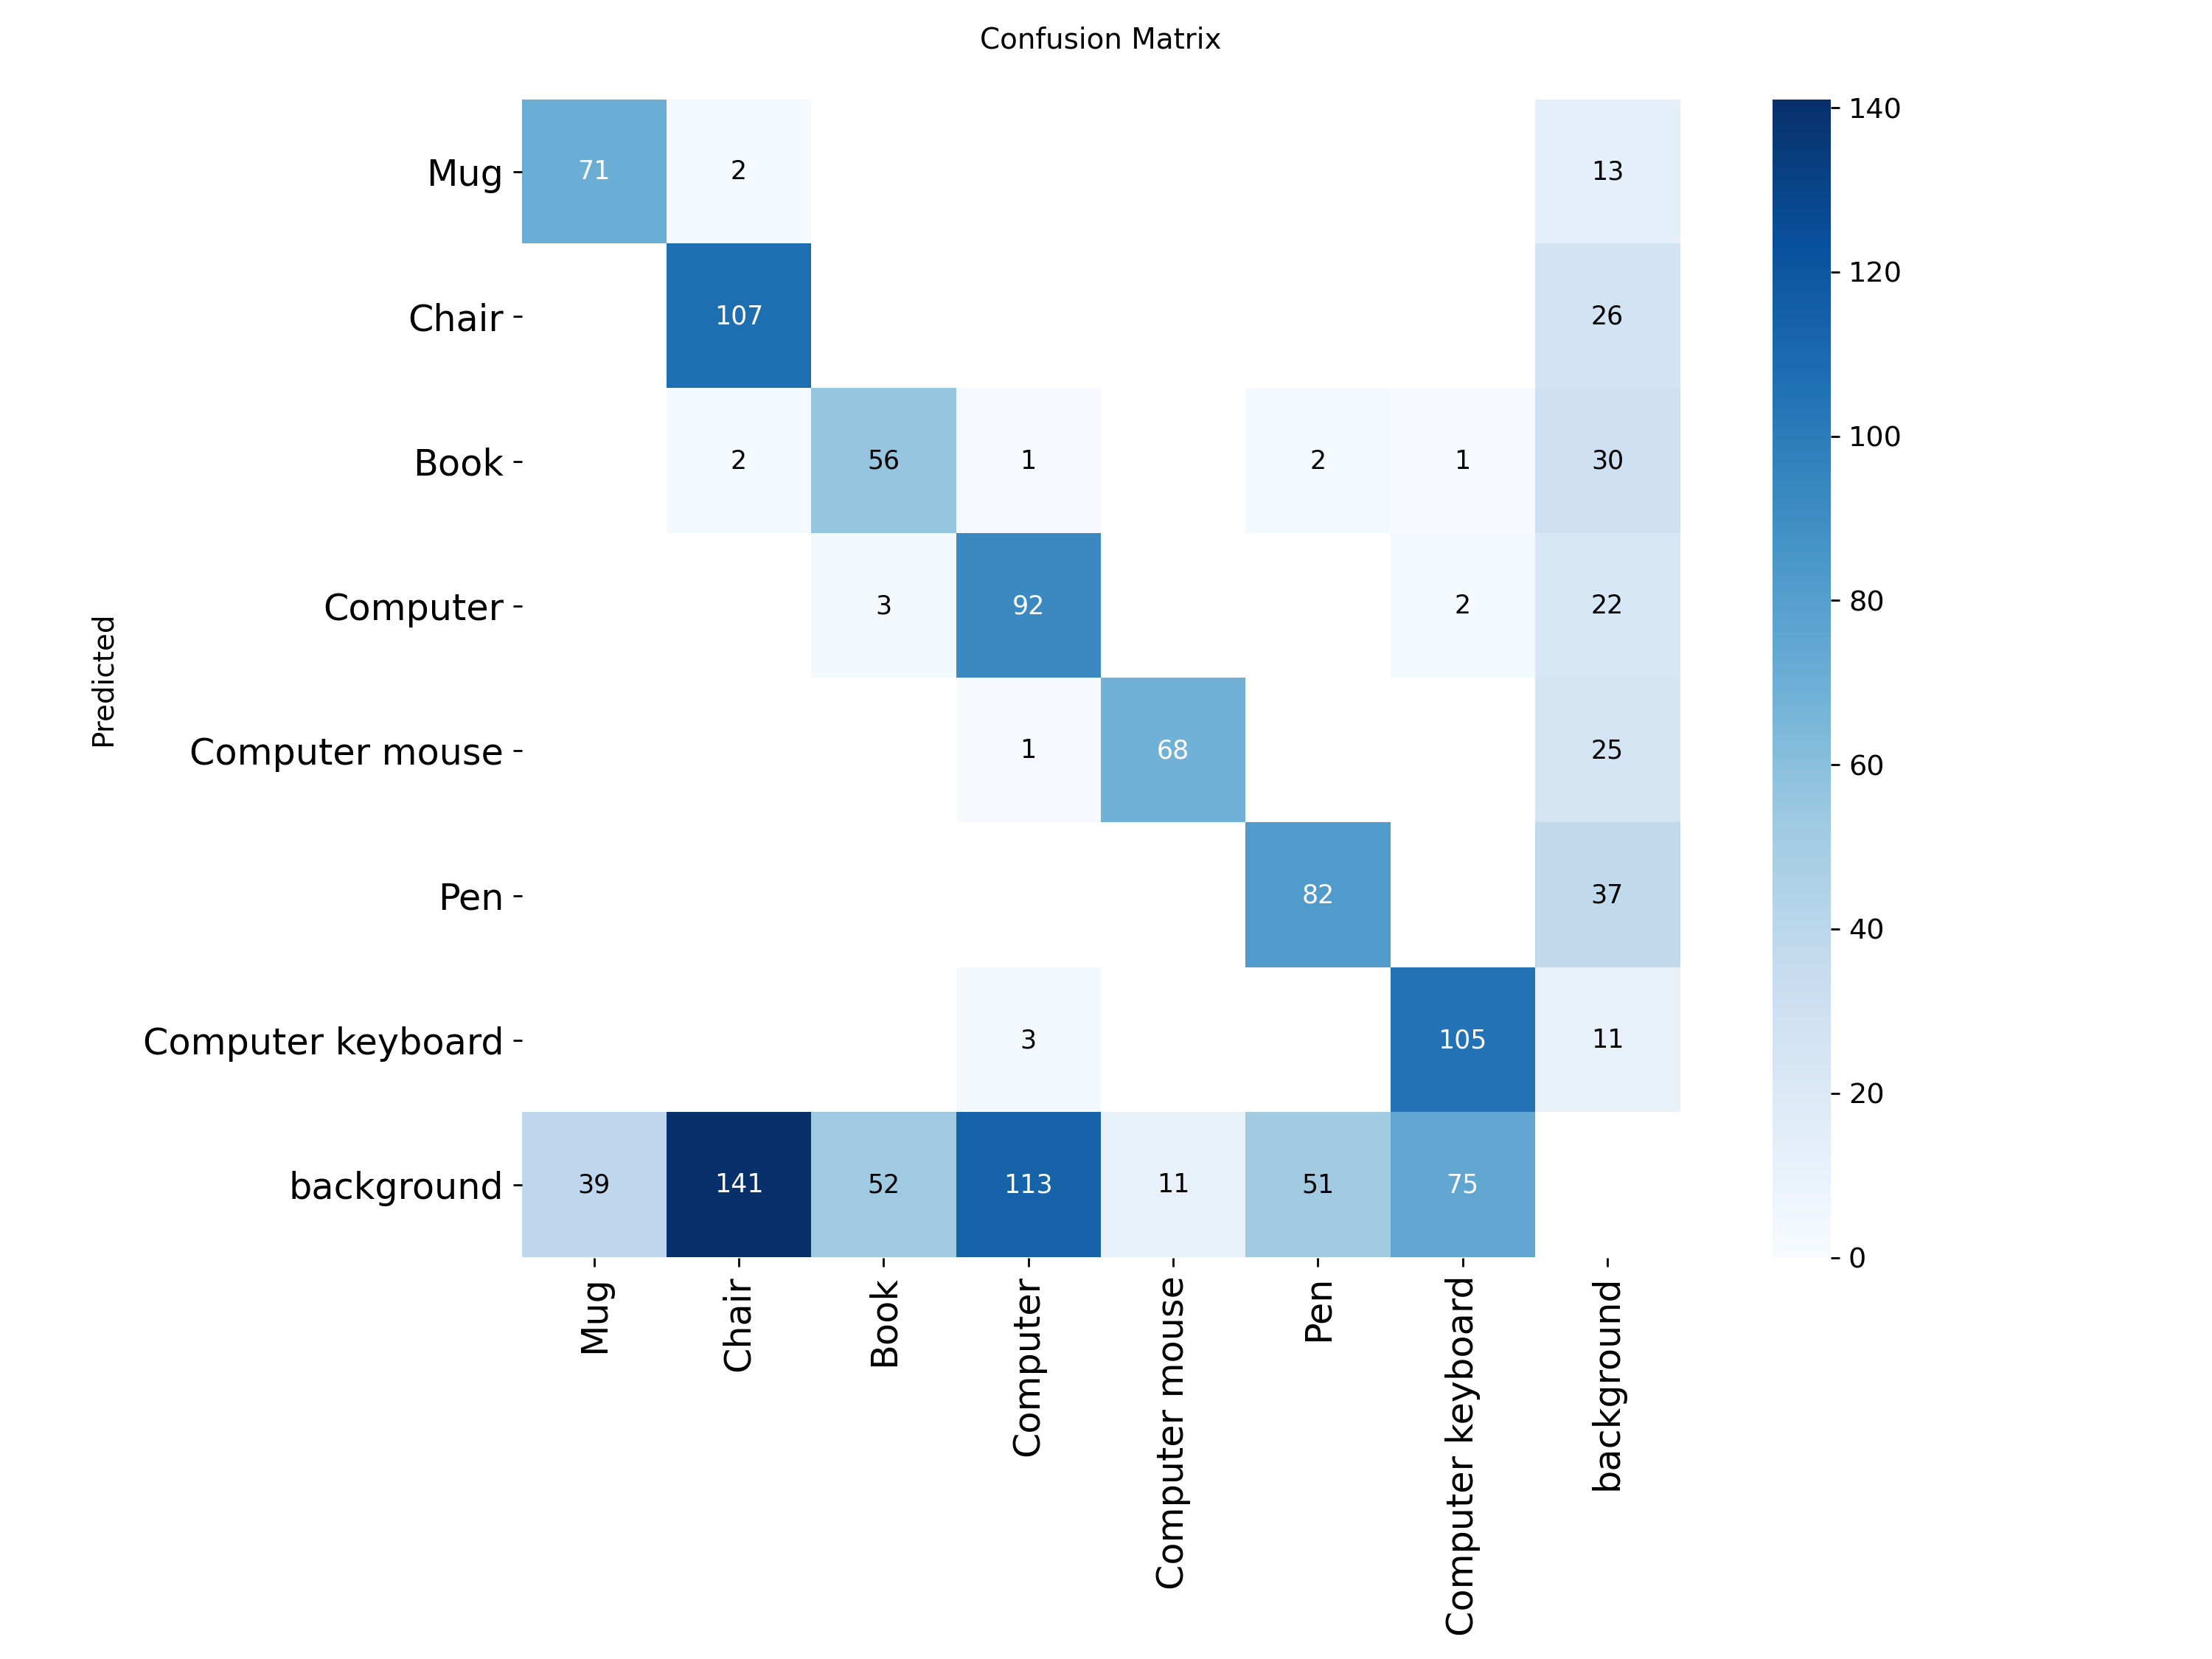 Confusion Matrix
Mug 71 2 13
Chair 107 26
Book 2 56 1 2 1 30
Computer 3 92 2 22
Computer mouse 1 68 25
Pen 82 37
Computer keyboard 3 105 11
background 39 141 52 113 11 51 75
Predicted
Mug
Chair
Book
Computer
Computer mouse
Pen
Computer keyboard
background
140
120
100
80
60
40
20
0